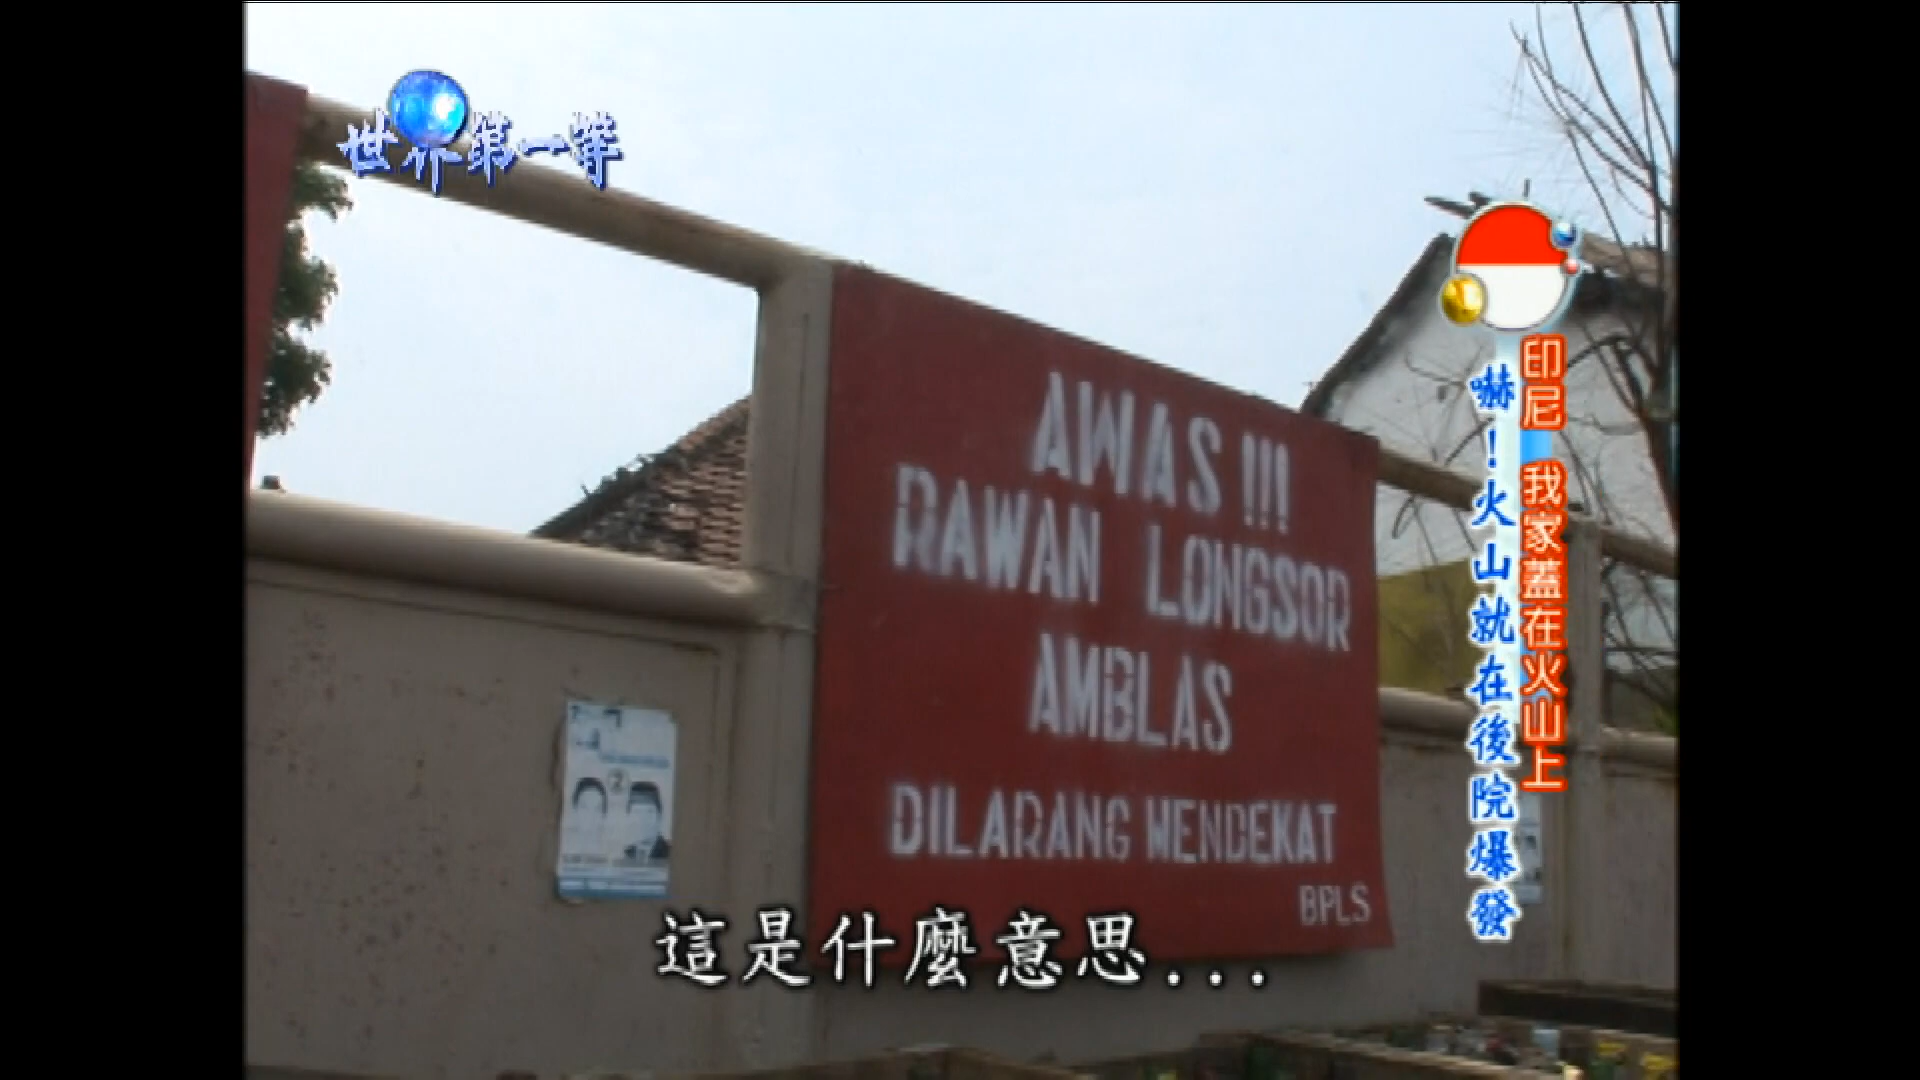 世界第一等
AWAS !!!
RAWAN LONGSOR
AMBLAS
DILARANG MENDEKAT
BPLS
2
印尼 我家蓋在火山上
嚇!火山就在後院爆發
這是什麼意思...